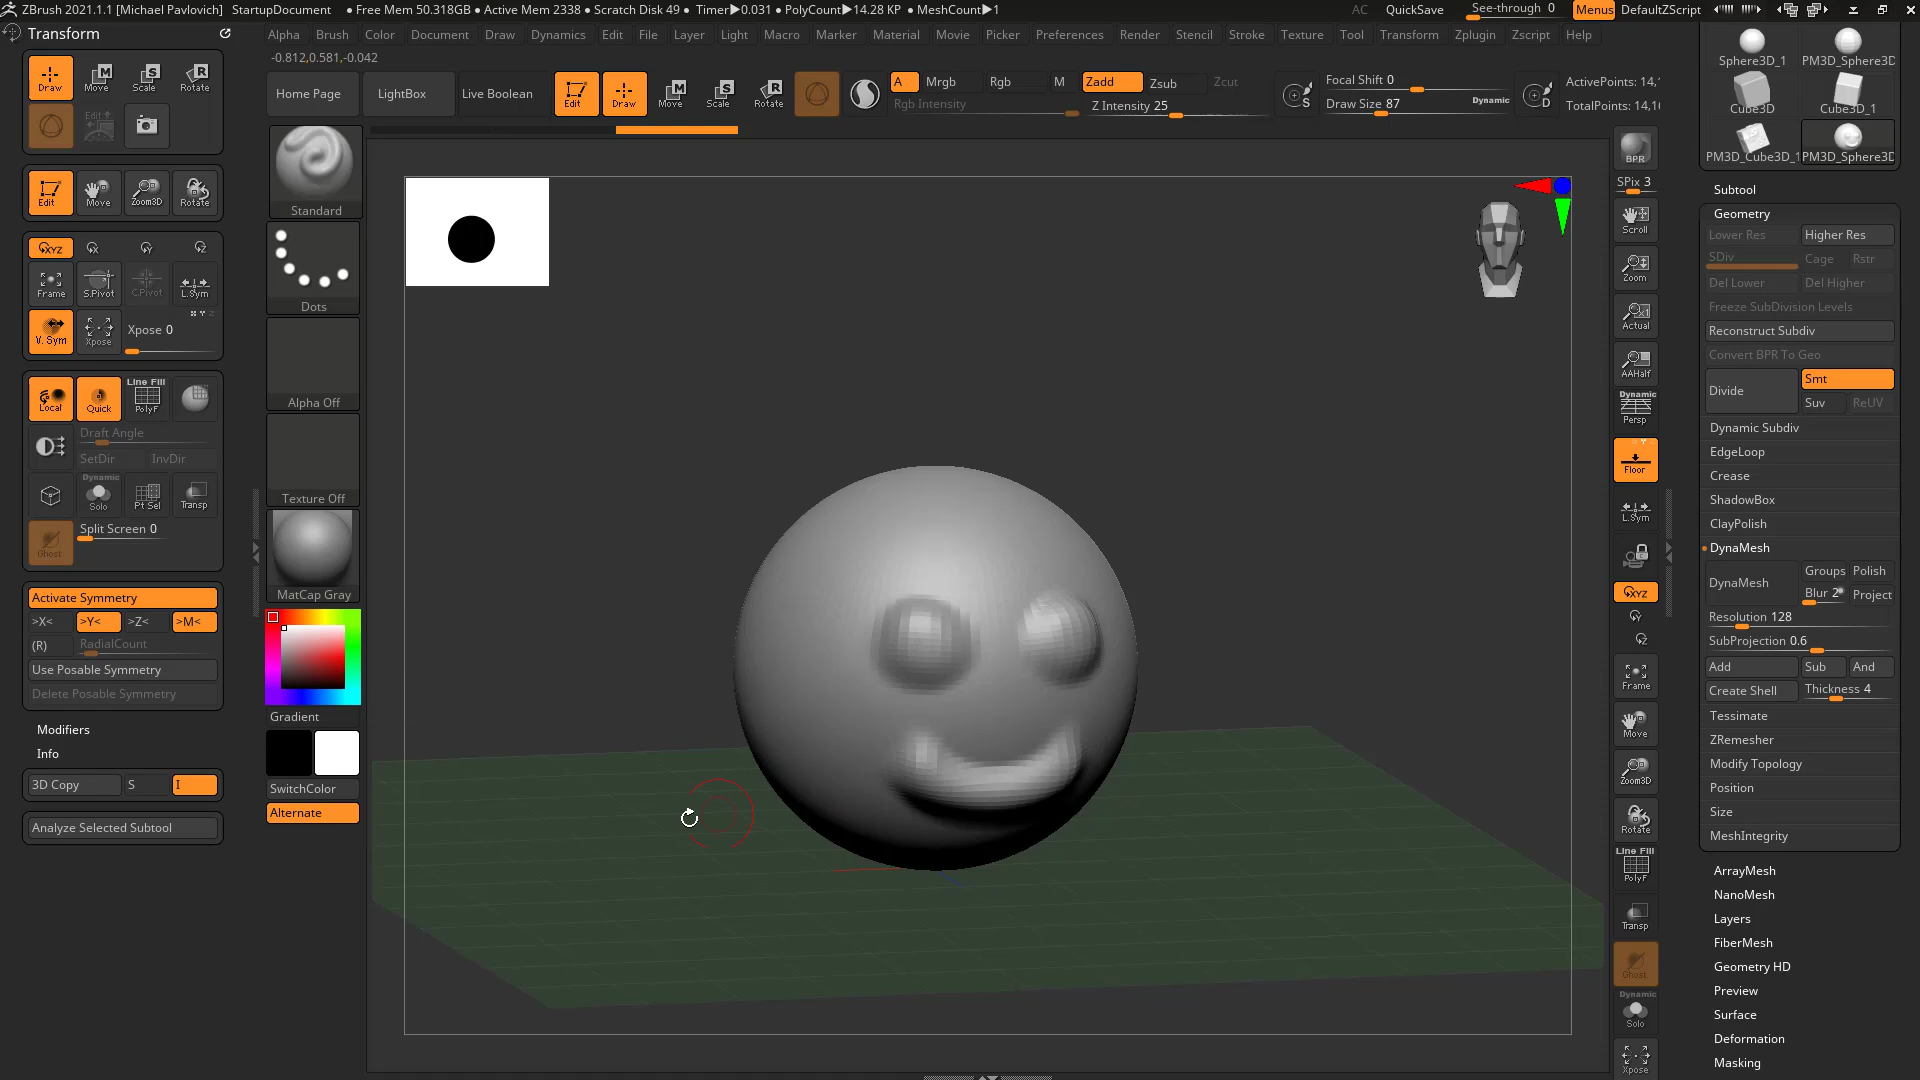 ZBrush 2021.1.1 [Michael Pavlovich] StartupDocument • Free Mem 50.318GB • Active Mem 2338 • Scratch Disk 49 • Timer▶0.031 • PolyCount▶14.28 KP • MeshCount▶1 AC QuickSave See-through 0 Menus DefaultZScript
Transform
Alpha Brush Color Document Draw Dynamics Edit File Layer Light Macro Marker Material Movie Picker Preferences Render Stencil Stroke Texture Tool Transform Zplugin Zscript Help
-0.812,0.581,-0.042
Draw Move Scale Rotate
Edit
Home Page LightBox Live Boolean Edit Draw Move Scale Rotate
A Mrgb Rgb M Zadd Zsub Zcut
Rgb Intensity Z Intensity 25
Focal Shift 0
Draw Size 87 Dynamic
S
D
ActivePoints: 14,
TotalPoints: 14,1
Edit Move Zoom3D Rotate
XYZ X Y Z
Frame S.Pivot C.Pivot L.Sym
V. Sym Xpose Xpose 0
Local Quick Line Fill PolyF
Draft Angle
SetDir InvDir
Dynamic Solo Pt Sel Transp
Ghost Split Screen 0
Activate Symmetry
>X< >Y< >Z< >M<
(R) RadialCount
Use Posable Symmetry
Delete Posable Symmetry
Modifiers
Info
3D Copy S I
Analyze Selected Subtool
Standard
Dots
Alpha Off
Texture Off
MatCap Gray
Gradient
SwitchColor
Alternate
BPR
SPix 3
Scroll
Zoom
Actual
AAHalf
Dynamic
Persp
Floor
L.Sym
XYZ
Y
Z
Frame
Move
Zoom3D
Rotate
Line Fill
PolyF
Transp
Ghost
Dynamic
Solo
Xpose
Sphere3D_1 PM3D_Sphere3D
Cube3D Cube3D_1
PM3D_Cube3D_1 PM3D_Sphere3D
Subtool
Geometry
Lower Res Higher Res
SDiv Cage Rstr
Del Lower Del Higher
Freeze SubDivision Levels
Reconstruct Subdiv
Convert BPR To Geo
Divide Smt
Suv ReUV
Dynamic Subdiv
EdgeLoop
Crease
ShadowBox
ClayPolish
DynaMesh
DynaMesh Groups Polish
Blur 2 Project
Resolution 128
SubProjection 0.6
Add Sub And
Create Shell Thickness 4
Tessimate
ZRemesher
Modify Topology
Position
Size
MeshIntegrity
ArrayMesh
NanoMesh
Layers
FiberMesh
Geometry HD
Preview
Surface
Deformation
Masking